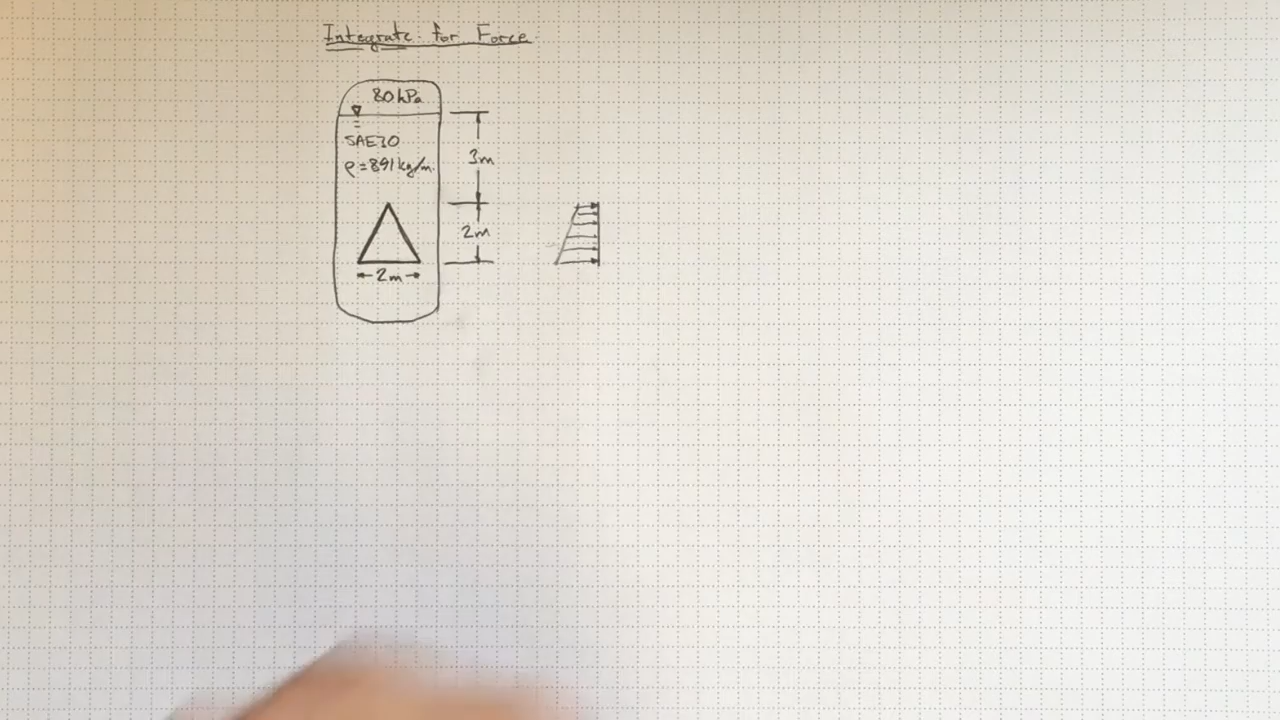 Integrate for Force
80 kPa
SAE30
ρ=891 kg/m.
3m
2m
2m